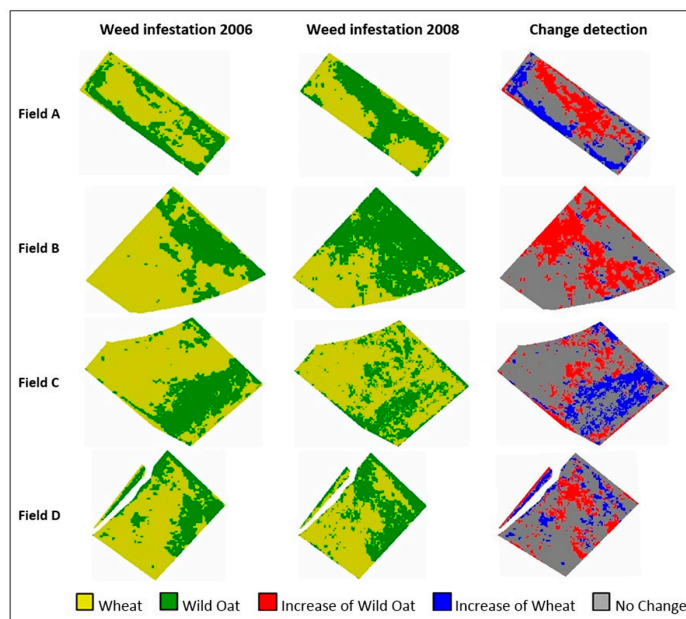 Weed infestation 2006 Weed infestation 2008 Change detection
Field A
Field B
Field C
Field D
Wheat Wild Oat Increase of Wild Oat Increase of Wheat No Change